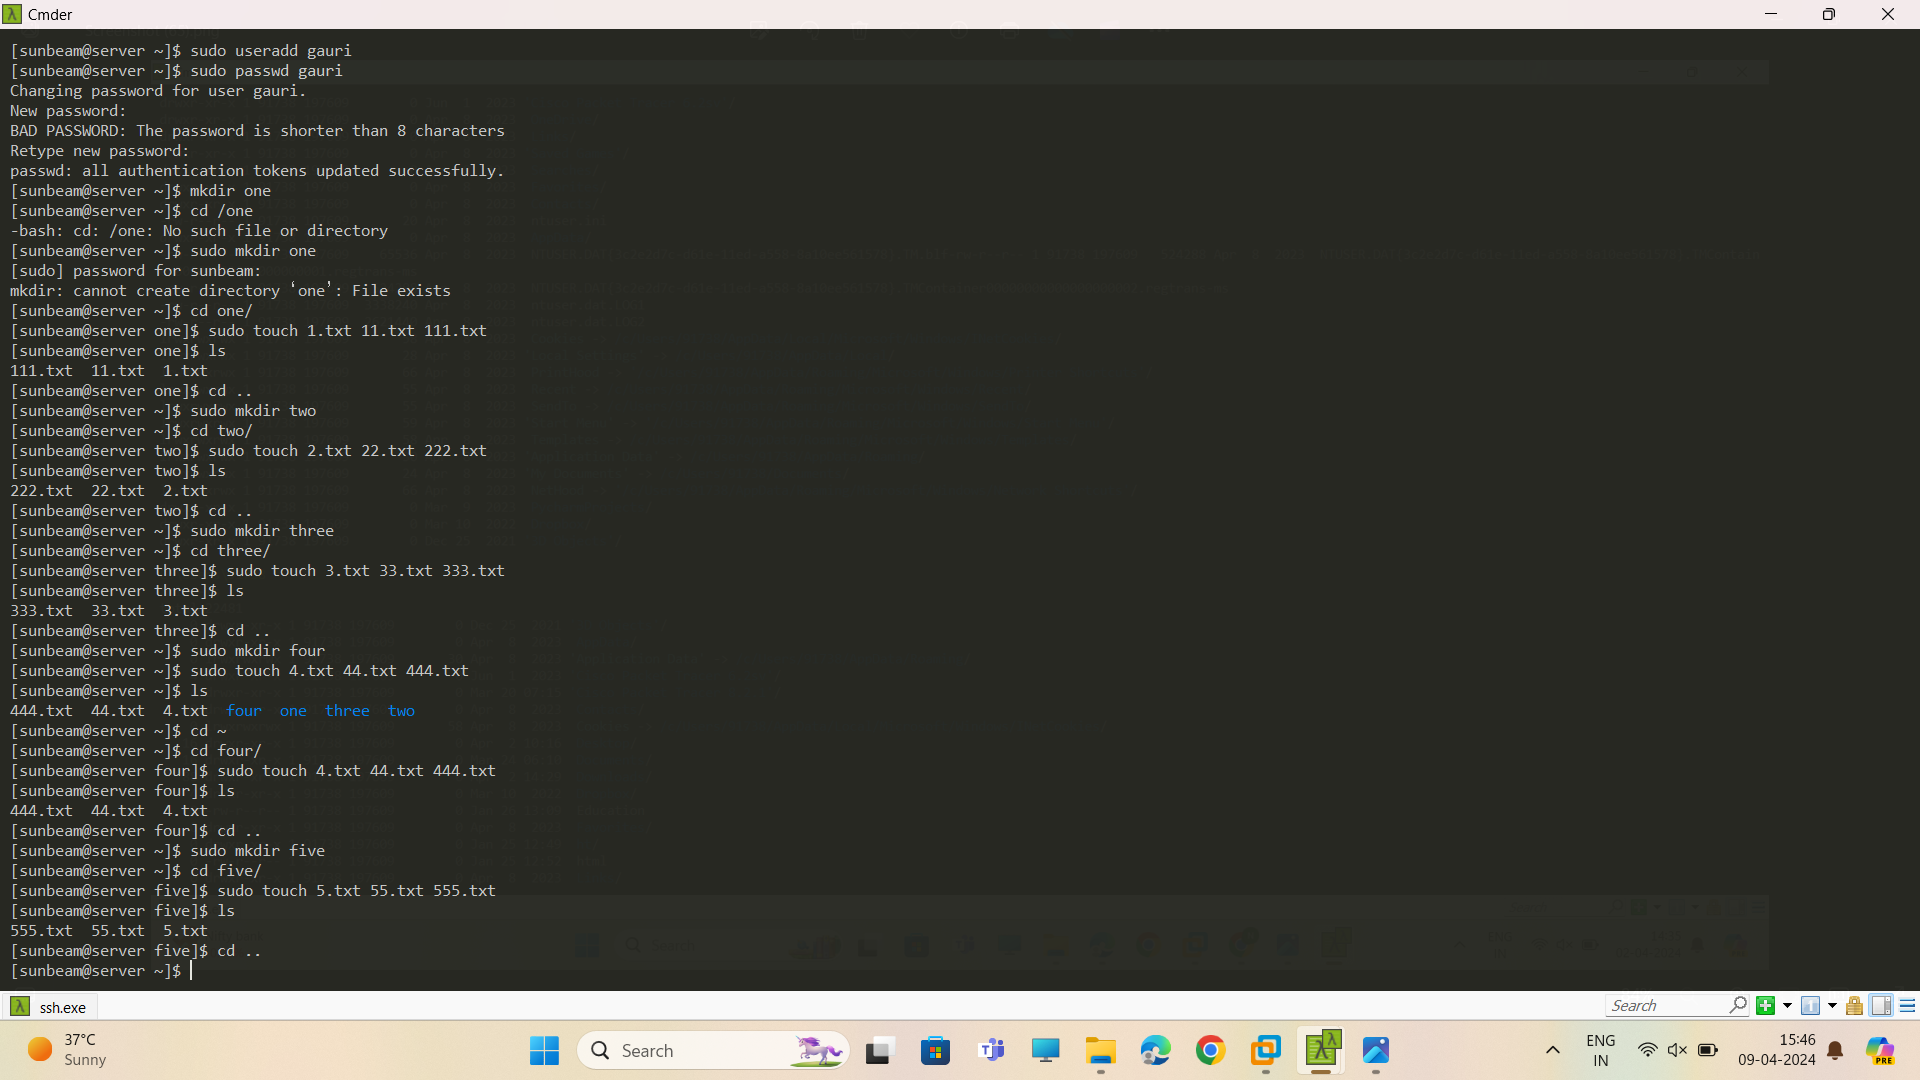 Cmder
[sunbeam@server ~]$ sudo useradd gauri
[sunbeam@server ~]$ sudo passwd gauri
Changing password for user gauri.
New password:
BAD PASSWORD: The password is shorter than 8 characters
Retype new password:
passwd: all authentication tokens updated successfully.
[sunbeam@server ~]$ mkdir one
[sunbeam@server ~]$ cd /one
-bash: cd: /one: No such file or directory
[sunbeam@server ~]$ sudo mkdir one
[sudo] password for sunbeam:
mkdir: cannot create directory ‘one’: File exists
[sunbeam@server ~]$ cd one/
[sunbeam@server one]$ sudo touch 1.txt 11.txt 111.txt
[sunbeam@server one]$ ls
111.txt  11.txt  1.txt
[sunbeam@server one]$ cd ..
[sunbeam@server ~]$ sudo mkdir two
[sunbeam@server ~]$ cd two/
[sunbeam@server two]$ sudo touch 2.txt 22.txt 222.txt
[sunbeam@server two]$ ls
222.txt  22.txt  2.txt
[sunbeam@server two]$ cd ..
[sunbeam@server ~]$ sudo mkdir three
[sunbeam@server ~]$ cd three/
[sunbeam@server three]$ sudo touch 3.txt 33.txt 333.txt
[sunbeam@server three]$ ls
333.txt  33.txt  3.txt
[sunbeam@server three]$ cd ..
[sunbeam@server ~]$ sudo mkdir four
[sunbeam@server ~]$ sudo touch 4.txt 44.txt 444.txt
[sunbeam@server ~]$ ls
444.txt  44.txt  4.txt  four  one  three  two
[sunbeam@server ~]$ cd ~
[sunbeam@server ~]$ cd four/
[sunbeam@server four]$ sudo touch 4.txt 44.txt 444.txt
[sunbeam@server four]$ ls
444.txt  44.txt  4.txt
[sunbeam@server four]$ cd ..
[sunbeam@server ~]$ sudo mkdir five
[sunbeam@server ~]$ cd five/
[sunbeam@server five]$ sudo touch 5.txt 55.txt 555.txt
[sunbeam@server five]$ ls
555.txt  55.txt  5.txt
[sunbeam@server five]$ cd ..
[sunbeam@server ~]$
ssh.exe
Search
37°C
Sunny
Search
ENG
IN
15:46
09-04-2024
PRE